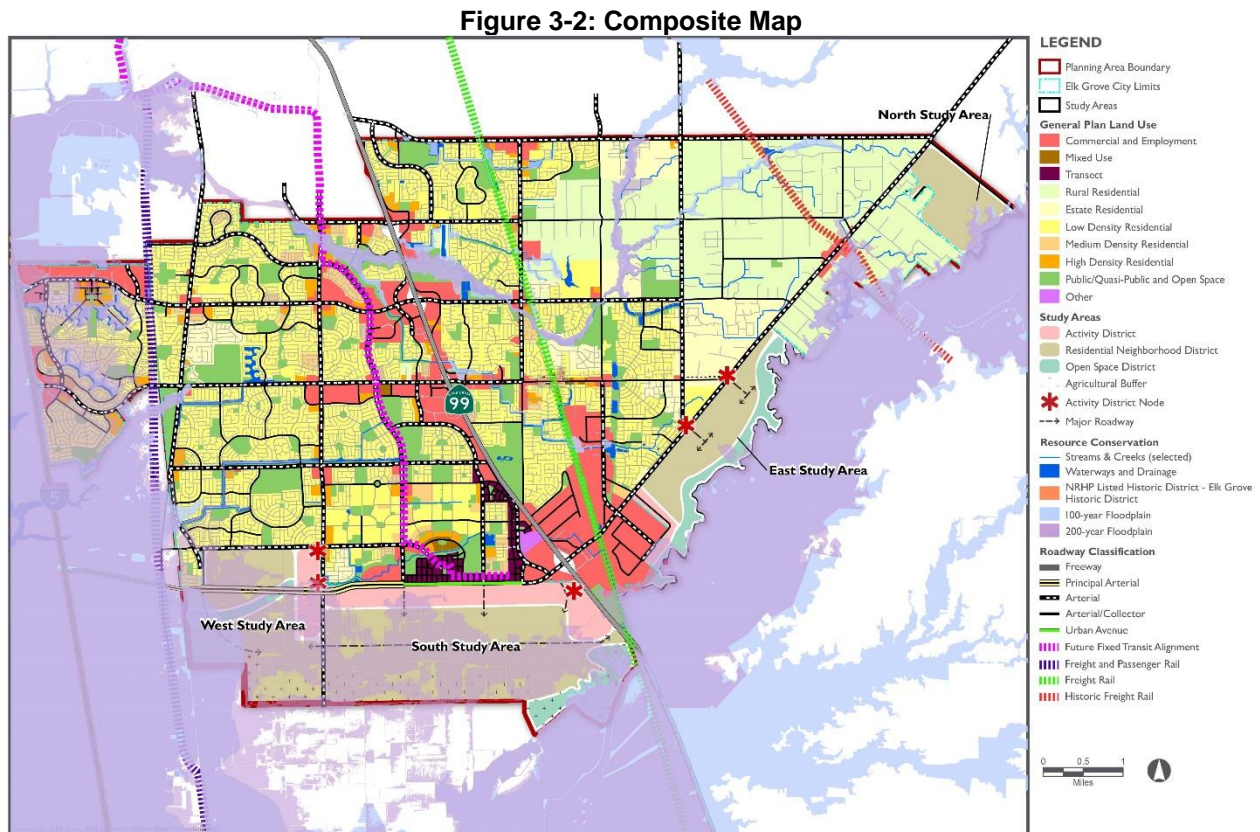 Figure 3-2: Composite Map
North Study Area
99
East Study Area
5
West Study Area
South Study Area
LEGEND
Planning Area Boundary
Elk Grove City Limits
Study Areas
General Plan Land Use
Commercial and Employment
Mixed Use
Transect
Rural Residential
Estate Residential
Low Density Residential
Medium Density Residential
High Density Residential
Public/Quasi-Public and Open Space
Other
Study Areas
Activity District
Residential Neighborhood District
Open Space District
Agricultural Buffer
Activity District Node
Major Roadway
Resource Conservation
Streams & Creeks (selected)
Waterways and Drainage
NRHP Listed Historic District - Elk Grove
Historic District
100-year Floodplain
200-year Floodplain
Roadway Classification
Freeway
Principal Arterial
Arterial
Arterial/Collector
Urban Avenue
Future Fixed Transit Alignment
Freight and Passenger Rail
Freight Rail
Historic Freight Rail
0 0.5 1
Miles